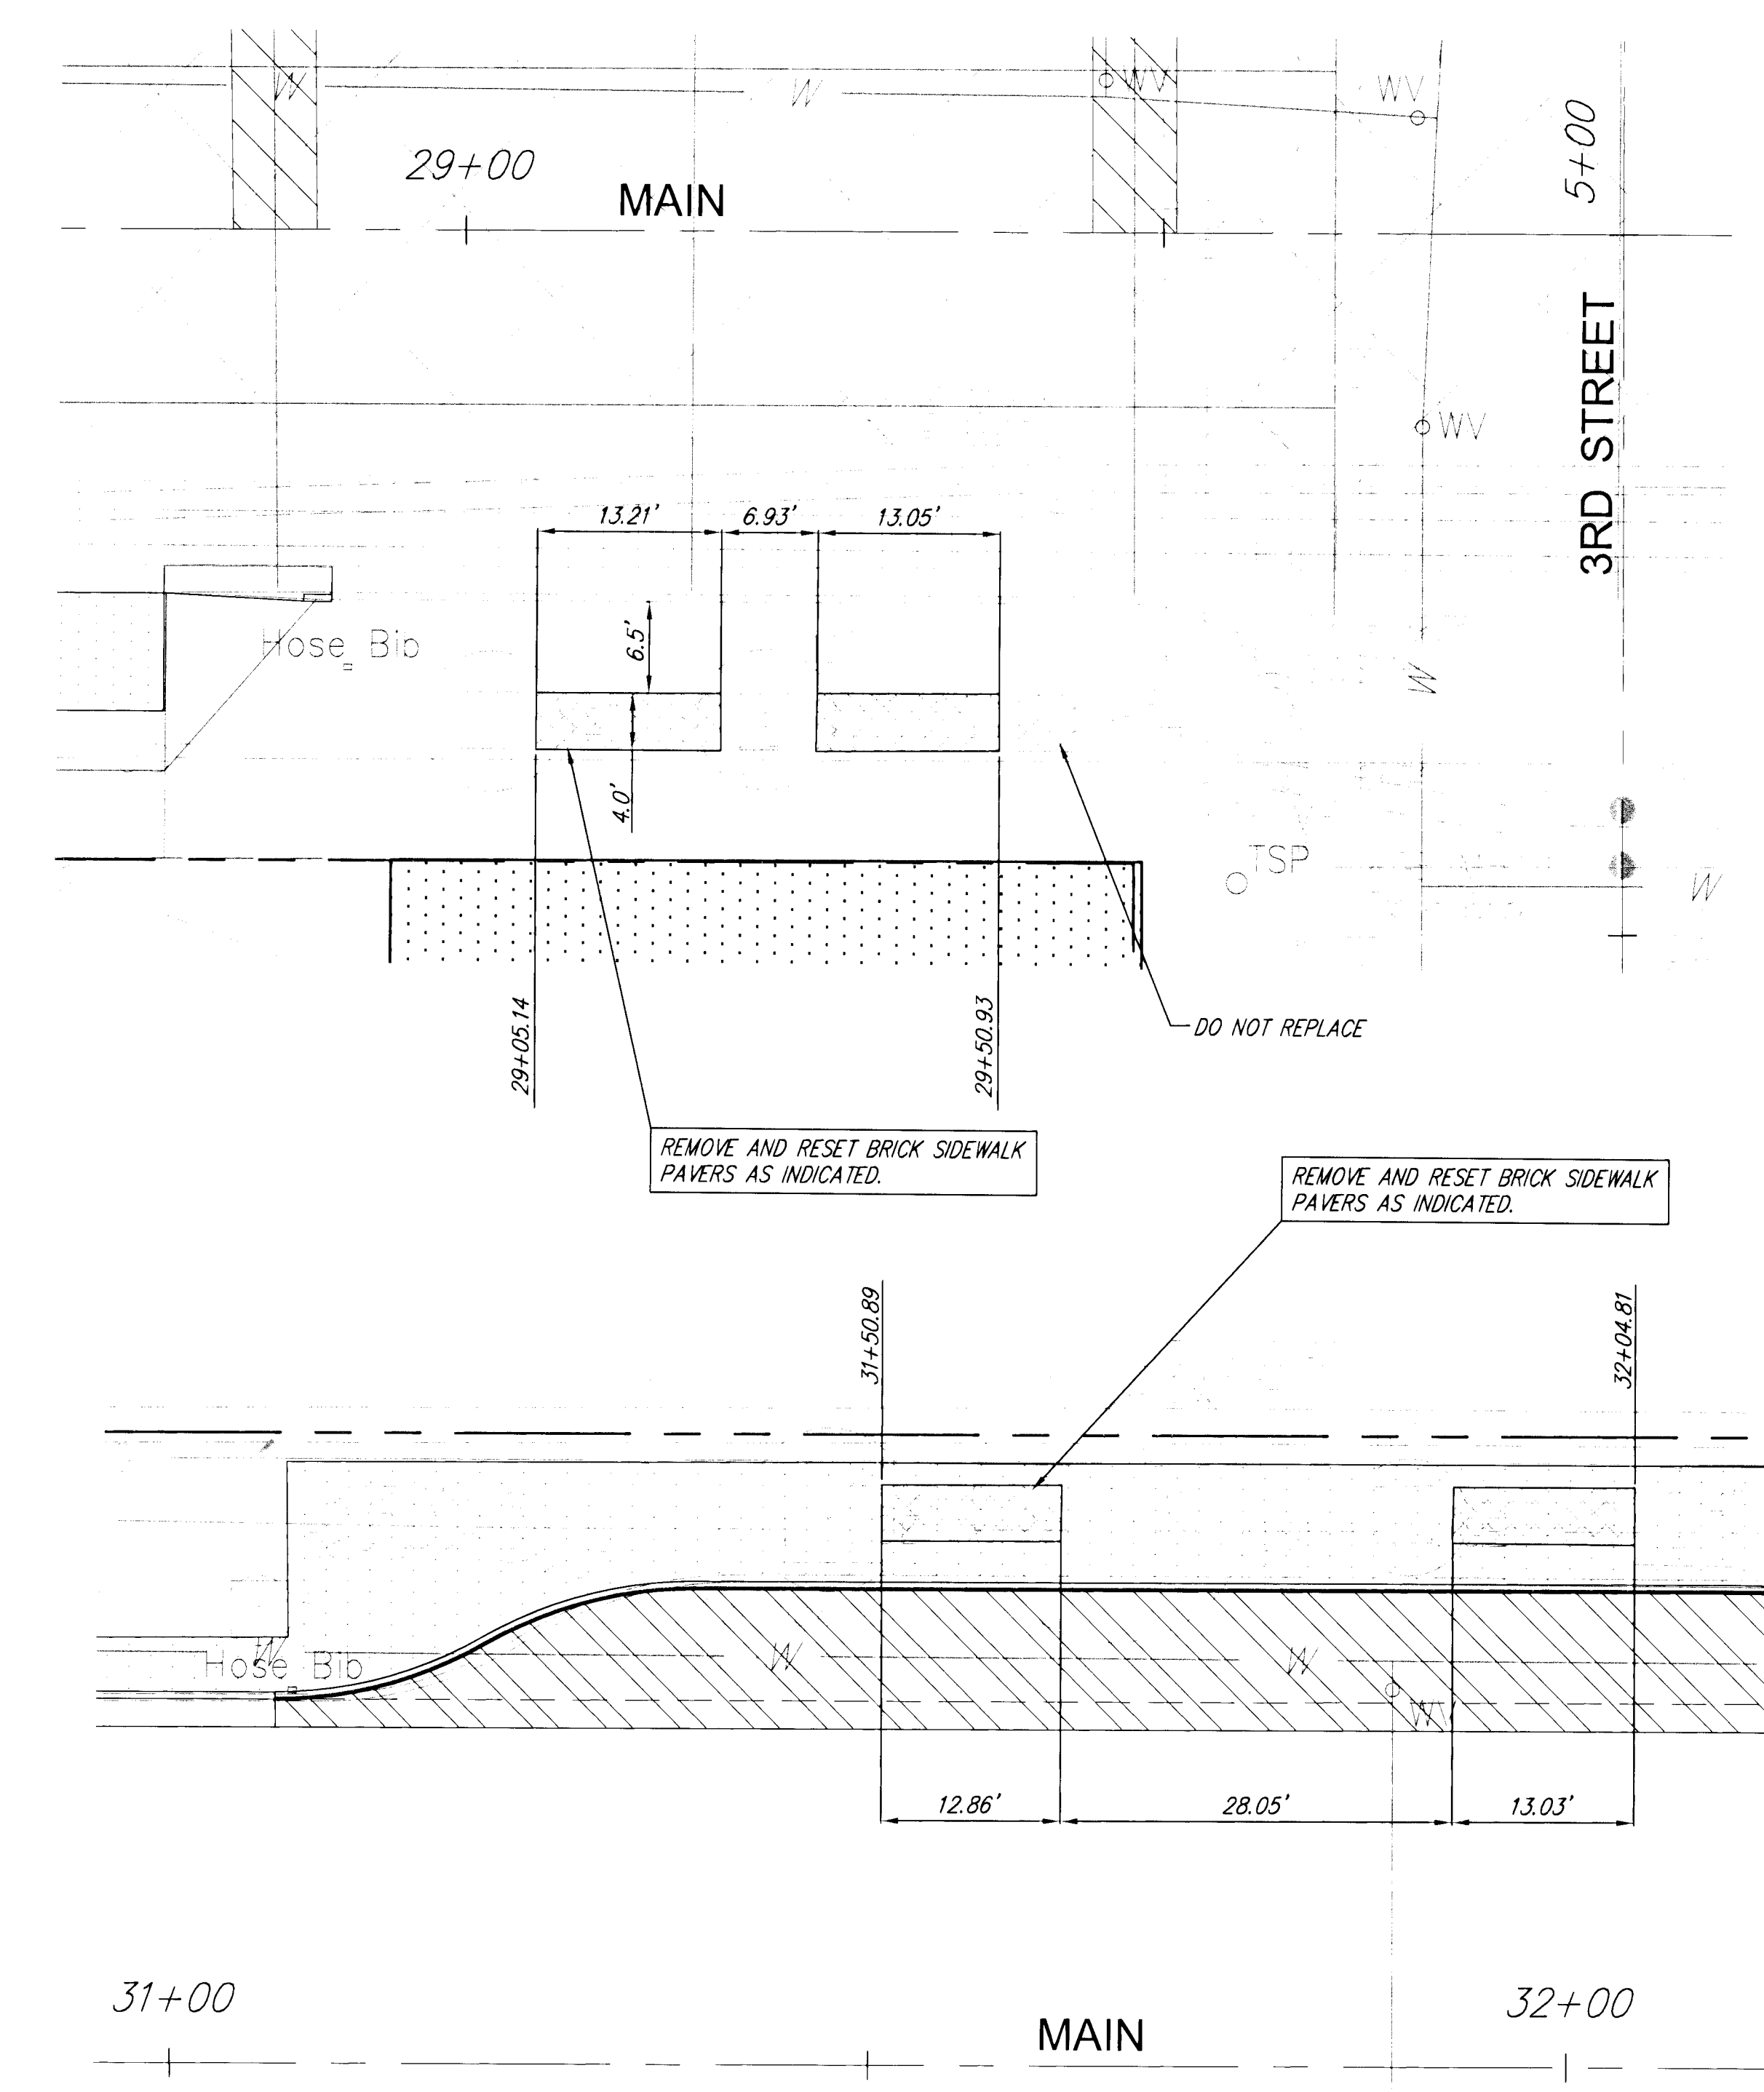 W
W
WV
WV
29+00
MAIN
5+00
3RD STREET
WV
13.21'
6.93'
13.05'
6.5'
Hose Bib
W
4.0'
TSP
W
29+05.14
29+50.93
DO NOT REPLACE
REMOVE AND RESET BRICK SIDEWALK
PAVERS AS INDICATED.
REMOVE AND RESET BRICK SIDEWALK
PAVERS AS INDICATED.
31+50.89
32+04.81
W
W
W
Hose Bib
WV
12.86'
28.05'
13.03'
31+00
32+00
MAIN